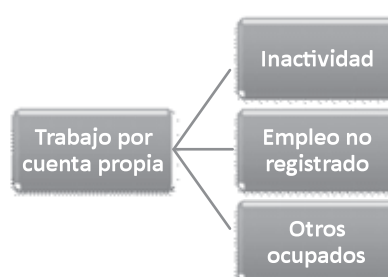 Trabajo por
cuenta propia
Inactividad
Empleo no
registrado
Otros
ocupados